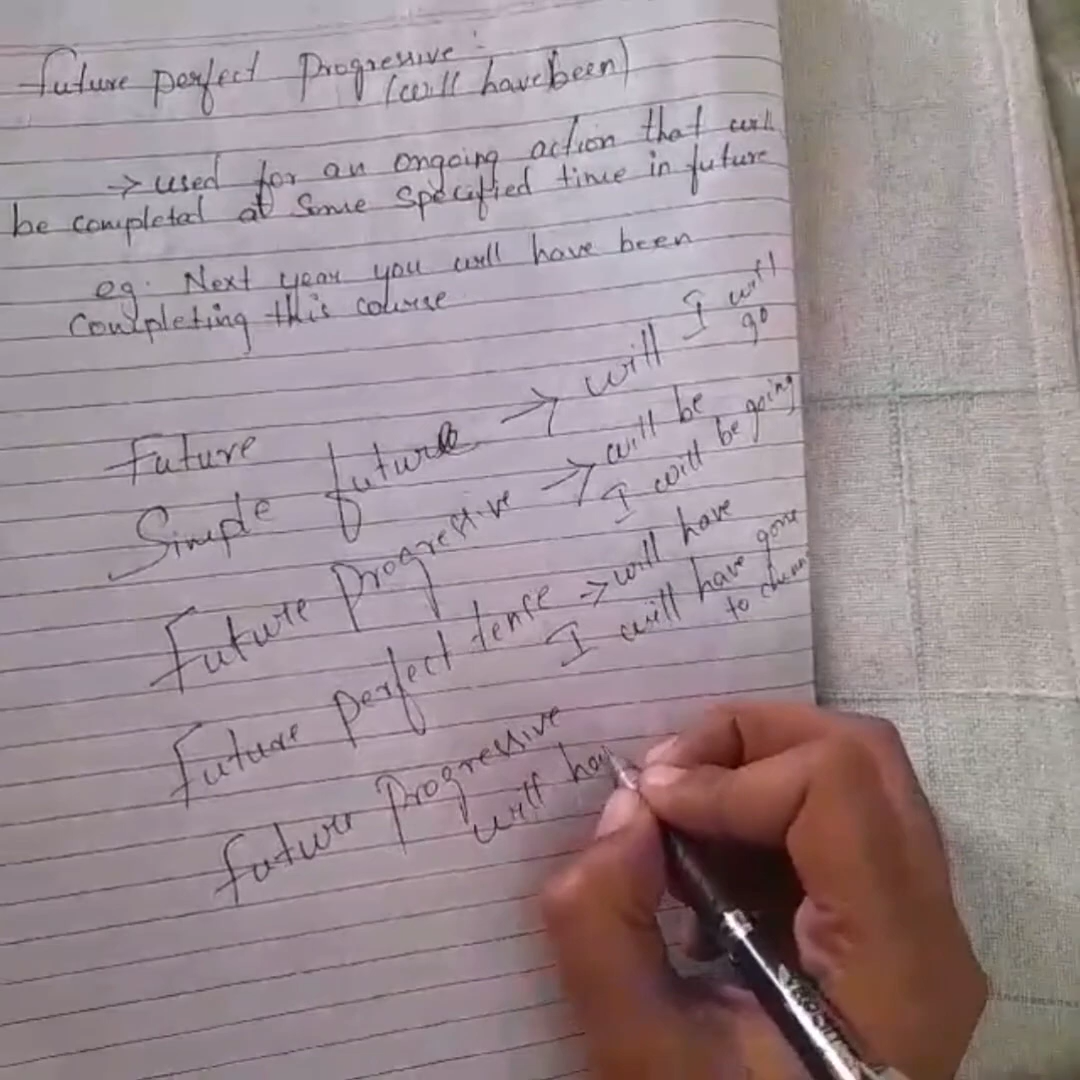 Future perfect Progressive :
(will have been)
→ used for an ongoing action that will
be completed at some specified time in future
eg. Next year you will have been
completing this course
Future
Simple future → will I will
go
Future Progressive → will be
I will be going
Future perfect tense → will have
I will have gone
to
Future Progressive
will hav